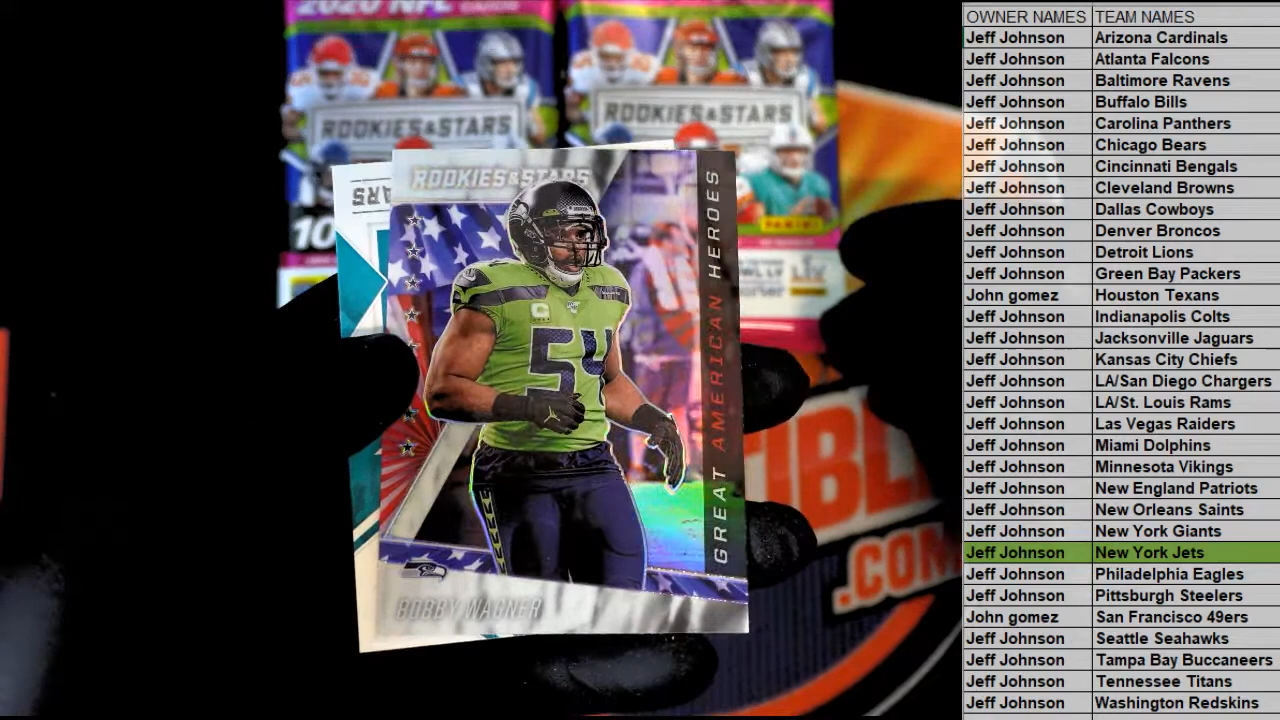 2020 NFL
ROOKIES & STARS
ROOKIES & STARS
10
PANINI
ARS
ROOKIES & STARS
GREAT AMERICAN HEROES
C
54
BOBBY WAGNER
IBL
.COM
OWNER NAMES TEAM NAMES
Jeff Johnson Arizona Cardinals
Jeff Johnson Atlanta Falcons
Jeff Johnson Baltimore Ravens
Jeff Johnson Buffalo Bills
Jeff Johnson Carolina Panthers
Jeff Johnson Chicago Bears
Jeff Johnson Cincinnati Bengals
Jeff Johnson Cleveland Browns
Jeff Johnson Dallas Cowboys
Jeff Johnson Denver Broncos
Jeff Johnson Detroit Lions
Jeff Johnson Green Bay Packers
John gomez Houston Texans
Jeff Johnson Indianapolis Colts
Jeff Johnson Jacksonville Jaguars
Jeff Johnson Kansas City Chiefs
Jeff Johnson LA/San Diego Chargers
Jeff Johnson LA/St. Louis Rams
Jeff Johnson Las Vegas Raiders
Jeff Johnson Miami Dolphins
Jeff Johnson Minnesota Vikings
Jeff Johnson New England Patriots
Jeff Johnson New Orleans Saints
Jeff Johnson New York Giants
Jeff Johnson New York Jets
Jeff Johnson Philadelphia Eagles
Jeff Johnson Pittsburgh Steelers
John gomez San Francisco 49ers
Jeff Johnson Seattle Seahawks
Jeff Johnson Tampa Bay Buccaneers
Jeff Johnson Tennessee Titans
Jeff Johnson Washington Redskins